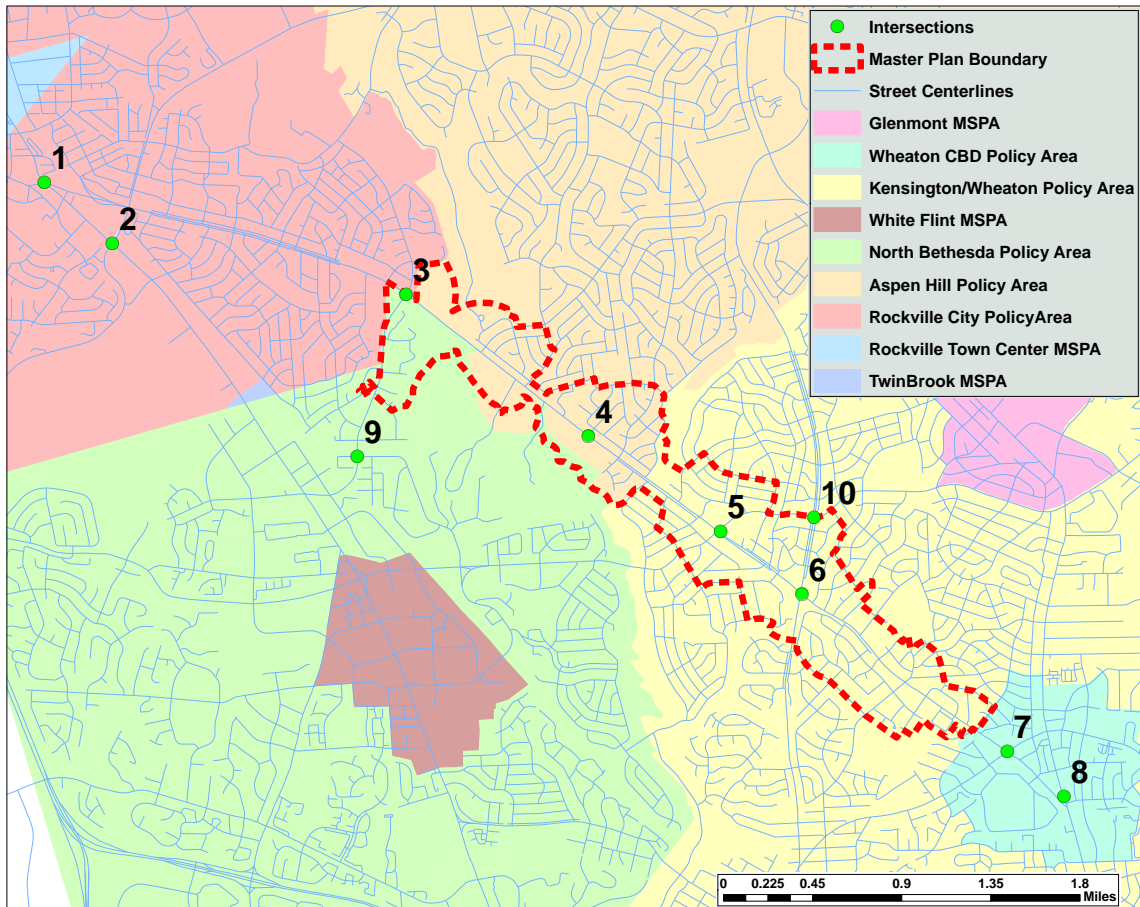 Intersections
Master Plan Boundary
Street Centerlines
Glenmont MSPA
Wheaton CBD Policy Area
Kensington/Wheaton Policy Area
White Flint MSPA
North Bethesda Policy Area
Aspen Hill Policy Area
Rockville City PolicyArea
Rockville Town Center MSPA
TwinBrook MSPA
1
2
3
4
9
5
10
6
7
8
0 0.225 0.45 0.9 1.35 1.8
Miles